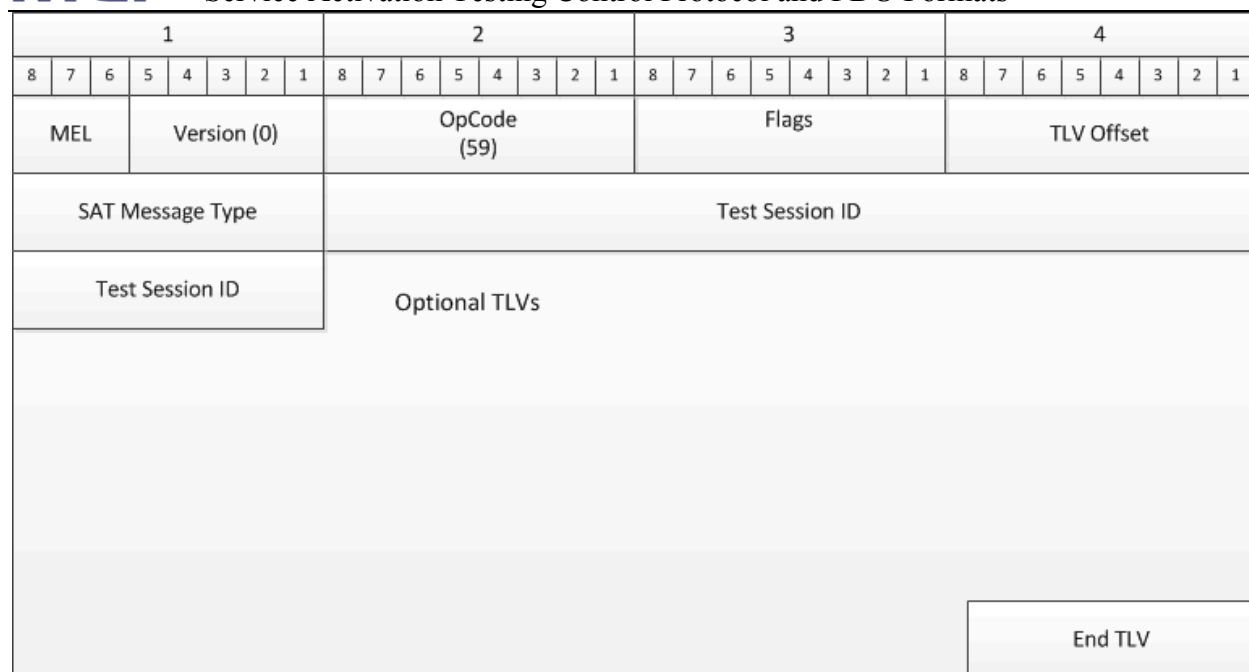 Service Activation Testing Control Protocol and PDU Formats
1 2 3 4
8 7 6 5 4 3 2 1 8 7 6 5 4 3 2 1 8 7 6 5 4 3 2 1 8 7 6 5 4 3 2 1
MEL Version (0) OpCode Flags TLV Offset
(59)
SAT Message Type Test Session ID
Test Session ID
Optional TLVs
End TLV